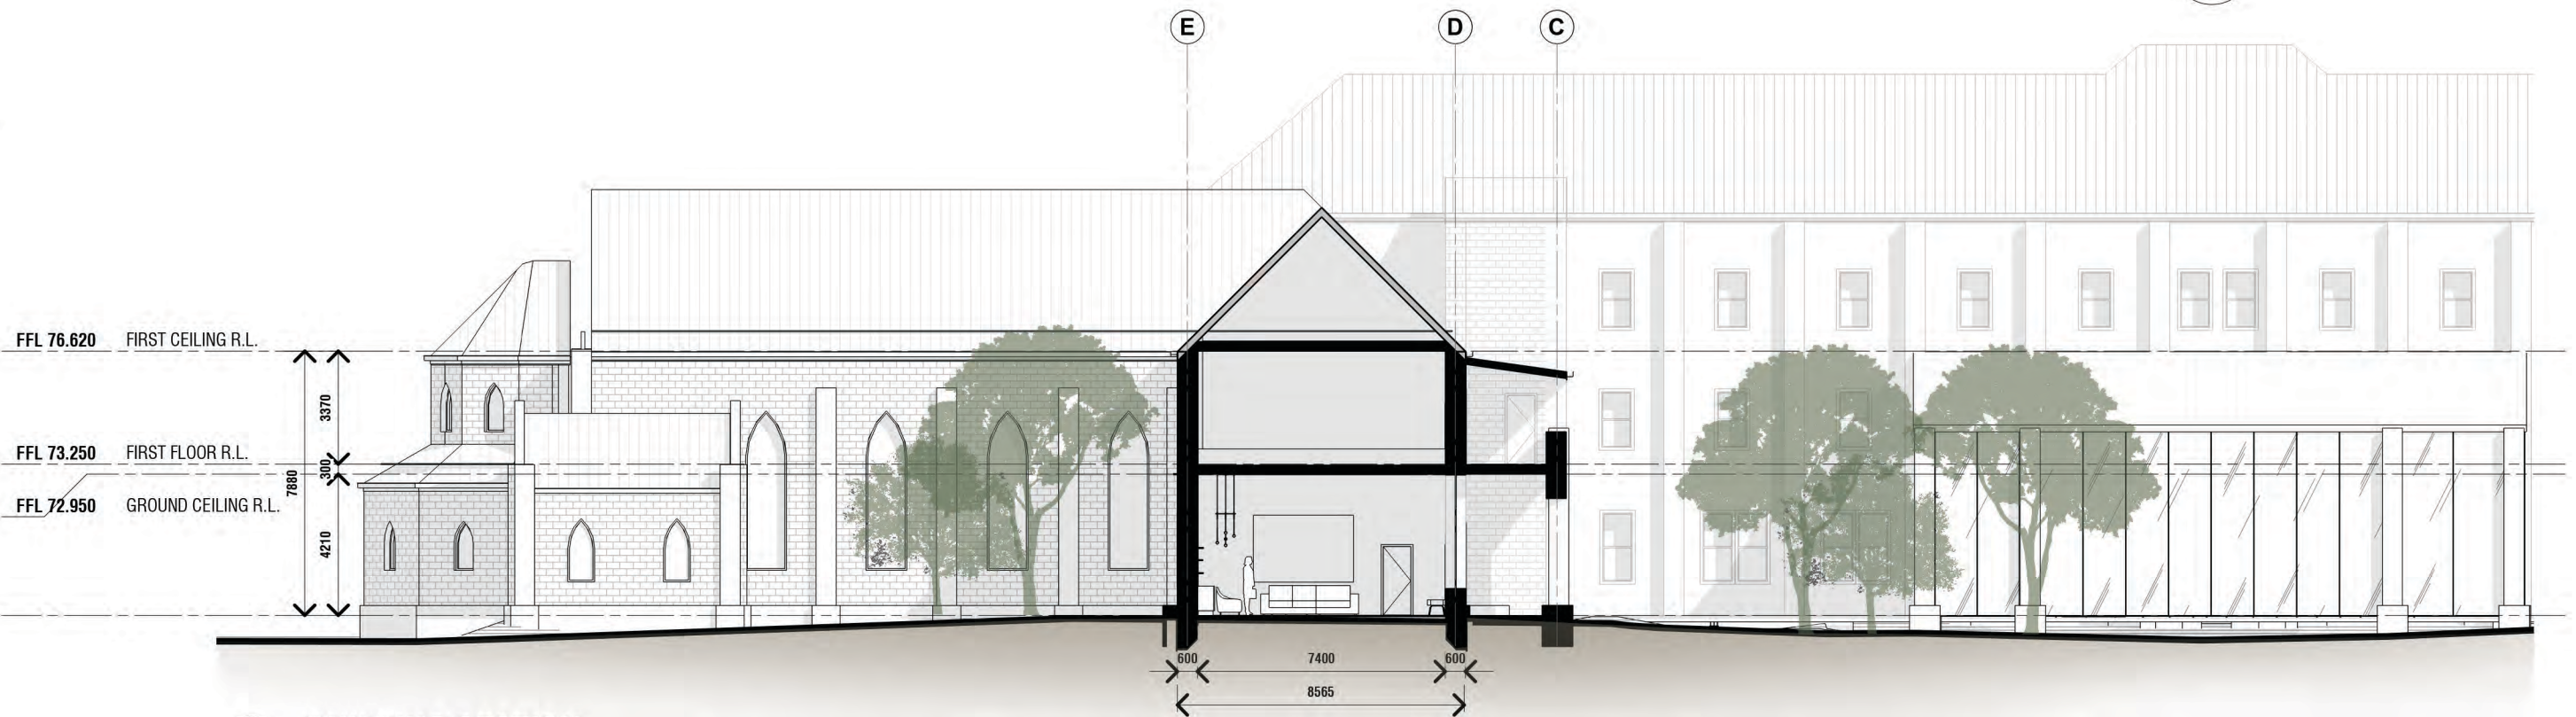 E
D
C
FFL 76.620 FIRST CEILING R.L.
3370
FFL 73.250 FIRST FLOOR R.L.
300
7880
FFL 72.950 GROUND CEILING R.L.
4210
600
7400
600
8565